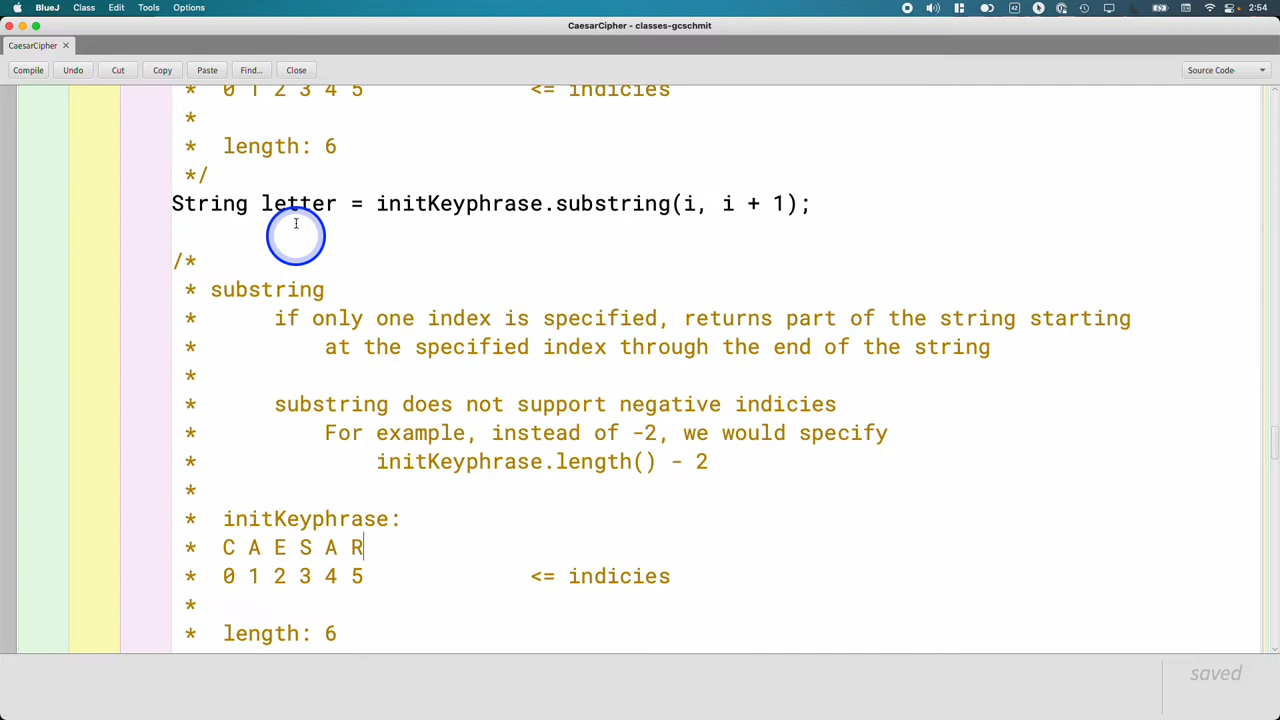 BlueJ Class Edit Tools Options 42 2:54
CaesarCipher - classes-gcschmit
CaesarCipher
Compile Undo Cut Copy Paste Find... Close Source Code
* 0 1 2 3 4 5 <= indicies
*
* length: 6
*/
String letter = initKeyphrase.substring(i, i + 1);
/*
* substring
* if only one index is specified, returns part of the string starting
* at the specified index through the end of the string
*
* substring does not support negative indicies
* For example, instead of -2, we would specify
* initKeyphrase.length() - 2
*
* initKeyphrase:
* C A E S A R
* 0 1 2 3 4 5 <= indicies
*
* length: 6
saved